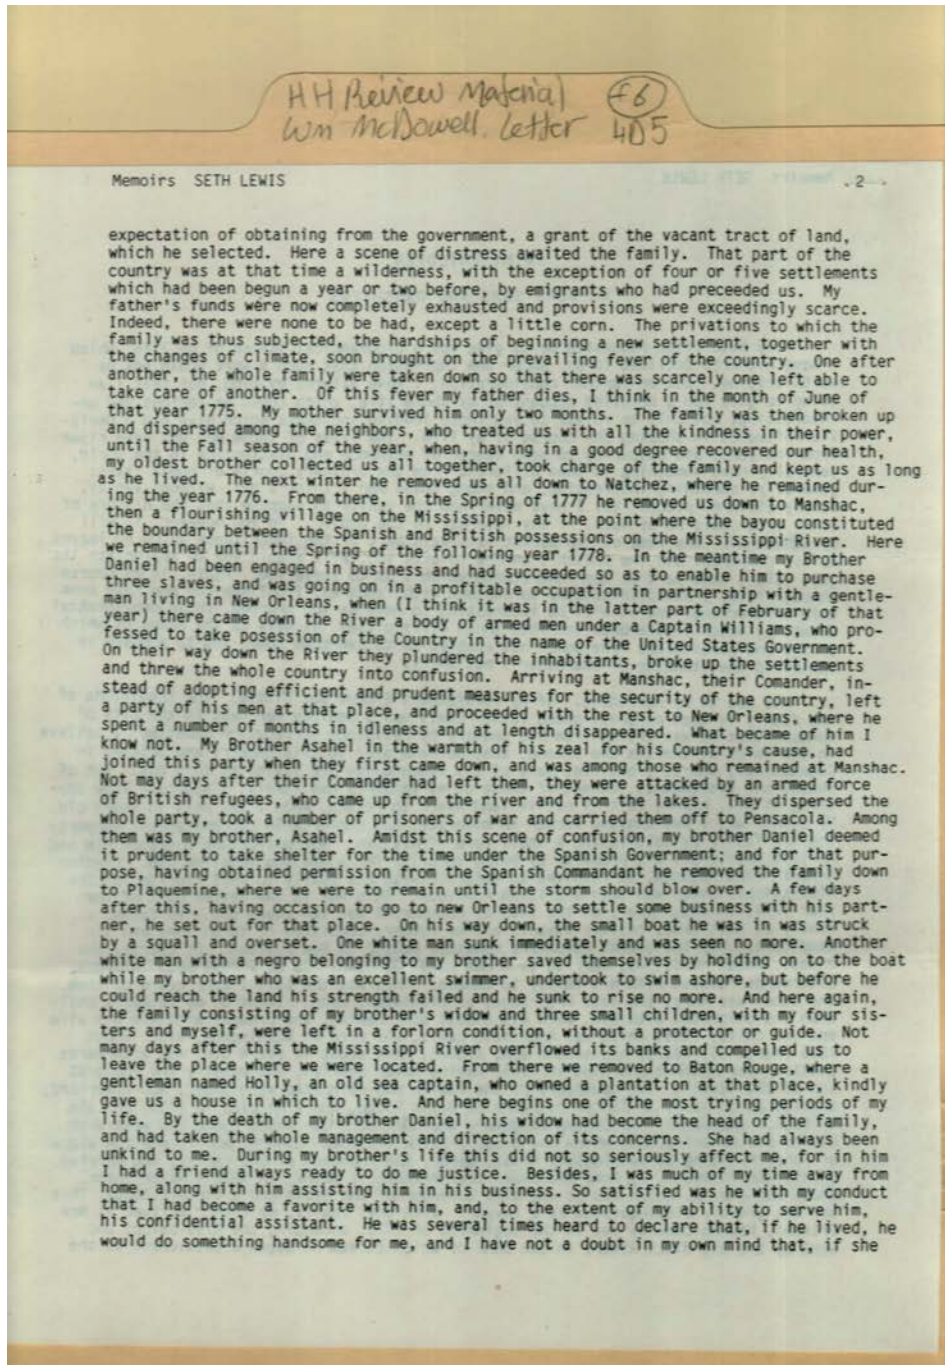 HH Review Material f6
Wm McDowell. Letter 4D5
Memoirs SETH LEWIS 2
expectation of obtaining from the government, a grant of the vacant tract of land,
which he selected. Here a scene of distress awaited the family. That part of the
country was at that time a wilderness, with the exception of four or five settlements
which had been begun a year or two before, by emigrants who had preceeded us. My
father's funds were now completely exhausted and provisions were exceedingly scarce.
Indeed, there were none to be had, except a little corn. The privations to which the
family was thus subjected, the hardships of beginning a new settlement, together with
the changes of climate, soon brought on the prevailing fever of the country. One after
another, the whole family were taken down so that there was scarcely one left able to
take care of another. Of this fever my father dies, I think in the month of June of
that year 1775. My mother survived him only two months. The family was then broken up
and dispersed among the neighbors, who treated us with all the kindness in their power,
until the Fall season of the year, when, having in a good degree recovered our health,
my oldest brother collected us all together, took charge of the family and kept us as long
as he lived. The next winter he removed us all down to Natchez, where he remained dur-
ing the year 1776. From there, in the Spring of 1777 he removed us down to Manshac,
then a flourishing village on the Mississippi, at the point where the bayou constituted
the boundary between the Spanish and British possessions on the Mississippi River. Here
we remained until the Spring of the following year 1778. In the meantime my Brother
Daniel had been engaged in business and had succeeded so as to enable him to purchase
three slaves, and was going on in a profitable occupation in partnership with a gentle-
man living in New Orleans, when (I think it was in the latter part of February of that
year) there came down the River a body of armed men under a Captain Williams, who pro-
fessed to take posession of the Country in the name of the United States Government.
On their way down the River they plundered the inhabitants, broke up the settlements
and threw the whole country into confusion. Arriving at Manshac, their Comander, in-
stead of adopting efficient and prudent measures for the security of the country, left
a party of his men at that place, and proceeded with the rest to New Orleans, where he
spent a number of months in idleness and at length disappeared. What became of him I
know not. My Brother Asahel in the warmth of his zeal for his Country's cause, had
joined this party when they first came down, and was among those who remained at Manshac.
Not may days after their Comander had left them, they were attacked by an armed force
of British refugees, who came up from the river and from the lakes. They dispersed the
whole party, took a number of prisoners of war and carried them off to Pensacola. Among
them was my brother, Asahel. Amidst this scene of confusion, my brother Daniel deemed
it prudent to take shelter for the time under the Spanish Government; and for that pur-
pose, having obtained permission from the Spanish Commandant he removed the family down
to Plaquemine, where we were to remain until the storm should blow over. A few days
after this, having occasion to go to new Orleans to settle some business with his part-
ner, he set out for that place. On his way down, the small boat he was in was struck
by a squall and overset. One white man sunk immediately and was seen no more. Another
white man with a negro belonging to my brother saved themselves by holding on to the boat
while my brother who was an excellent swimmer, undertook to swim ashore, but before he
could reach the land his strength failed and he sunk to rise no more. And here again,
the family consisting of my brother's widow and three small children, with my four sis-
ters and myself, were left in a forlorn condition, without a protector or guide. Not
many days after this the Mississippi River overflowed its banks and compelled us to
leave the place where we were located. From there we removed to Baton Rouge, where a
gentleman named Holly, an old sea captain, who owned a plantation at that place, kindly
gave us a house in which to live. And here begins one of the most trying periods of my
life. By the death of my brother Daniel, his widow had become the head of the family,
and had taken the whole management and direction of its concerns. She had always been
unkind to me. During my brother's life this did not so seriously affect me, for in him
I had a friend always ready to do me justice. Besides, I was much of my time away from
home, along with him assisting him in his business. So satisfied was he with my conduct
that I had become a favorite with him, and, to the extent of my ability to serve him,
his confidential assistant. He was several times heard to declare that, if he lived, he
would do something handsome for me, and I have not a doubt in my own mind that, if she